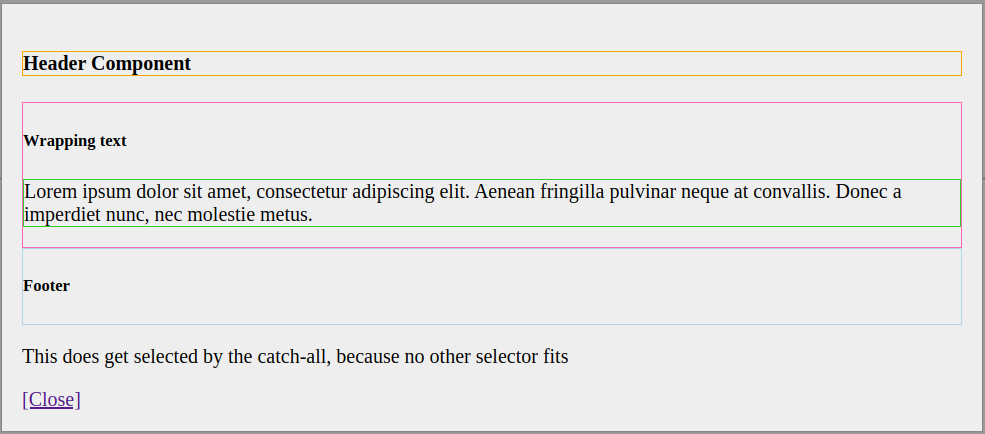 Header Component
Wrapping text
Lorem ipsum dolor sit amet, consectetur adipiscing elit. Aenean fringilla pulvinar neque at convallis. Donec a
imperdiet nunc, nec molestie metus.
Footer
This does get selected by the catch-all, because no other selector fits
[Close]